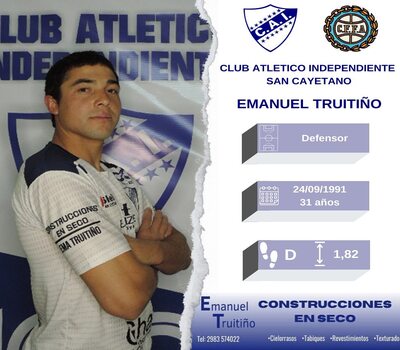 CLUB ATLETICO
INDEPENDIENTE
C.A.I.
C.E.F.A
CLUB ATLETICO INDEPENDIENTE
SAN CAYETANO
EMANUEL TRUITIÑO
Defensor
24/09/1991
31 años
D 1,82
CONSTRUCCIONES
EN SECO
EMA TRUITIÑO
Emanuel
Truitiño
Tel: 2983 574022
CONSTRUCCIONES
EN SECO
•Cielorrasos •Tabiques •Revestimientos •Texturado